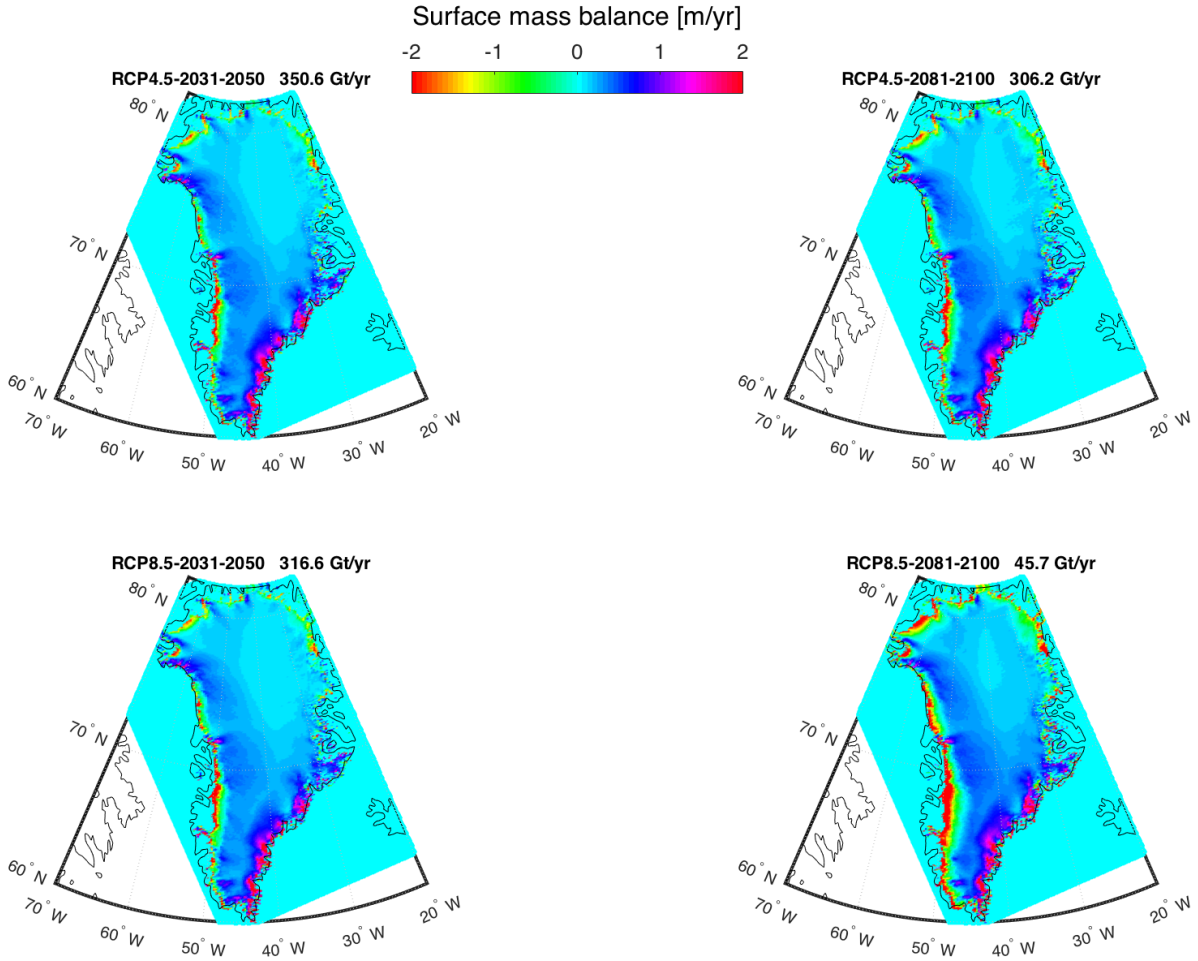 Surface mass balance [m/yr]
-2 -1 0 1 2
RCP4.5-2031-2050 350.6 Gt/yr
80° N
70° N
60° N
70° W
60° W
50° W
40° W
30° W
20° W
RCP4.5-2081-2100 306.2 Gt/yr
80° N
70° N
60° N
70° W
60° W
50° W
40° W
30° W
20° W
RCP8.5-2031-2050 316.6 Gt/yr
80° N
70° N
60° N
70° W
60° W
50° W
40° W
30° W
20° W
RCP8.5-2081-2100 45.7 Gt/yr
80° N
70° N
60° N
70° W
60° W
50° W
40° W
30° W
20° W